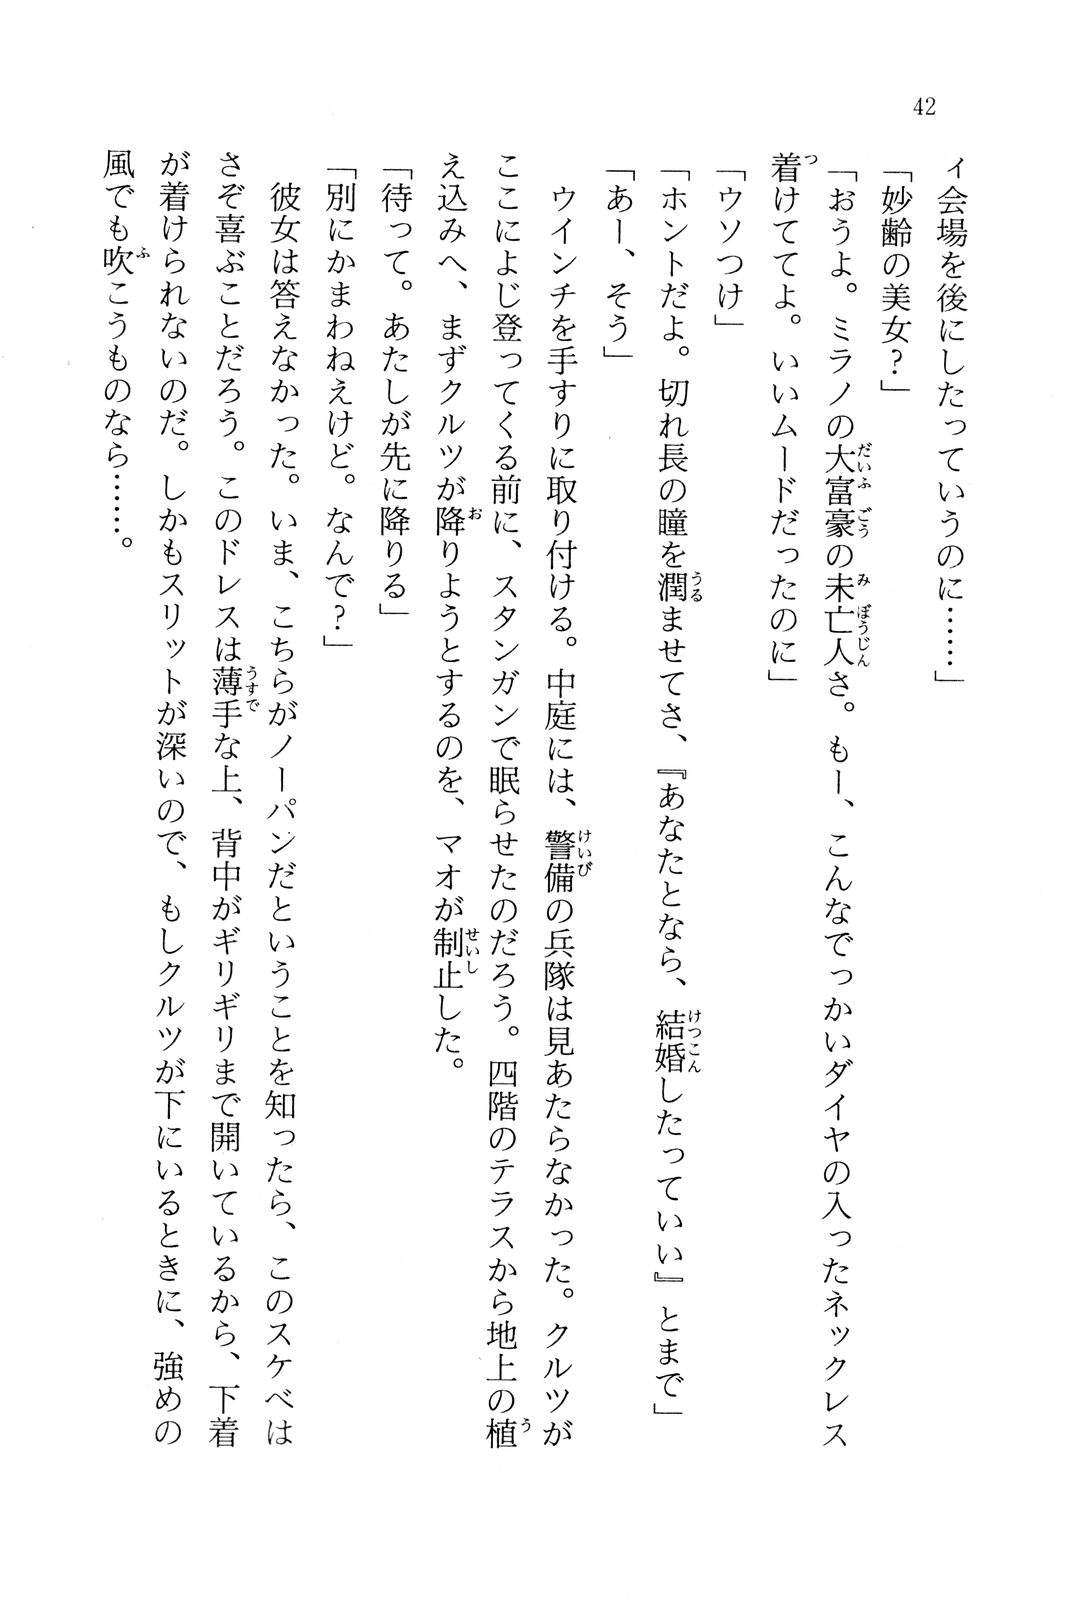 42
ィ会場を後にしたっていうのに……」
「妙齢の美女？」
「おうよ。ミラノの大富豪の未亡人さ。もー、こんなでっかいダイヤの入ったネックレス
着けててよ。いいムードだったのに」
「ウソつけ」
「ホントだよ。切れ長の瞳を潤ませてさ、『あなたとなら、結婚したっていい』とまで」
「あー、そう」
ウインチを手すりに取り付ける。中庭には、警備の兵隊は見あたらなかった。クルツが
ここによじ登ってくる前に、スタンガンで眠らせたのだろう。四階のテラスから地上の植
え込みへ、まずクルツが降りようとするのを、マオが制止した。
「待って。あたしが先に降りる」
「別にかまわねえけど。なんで？」
彼女は答えなかった。いま、こちらがノーパンだということを知ったら、このスケベは
さぞ喜ぶことだろう。このドレスは薄手な上、背中がギリギリまで開いているから、下着
が着けられないのだ。しかもスリットが深いので、もしクルツが下にいるときに、強めの
風でも吹こうものなら……。